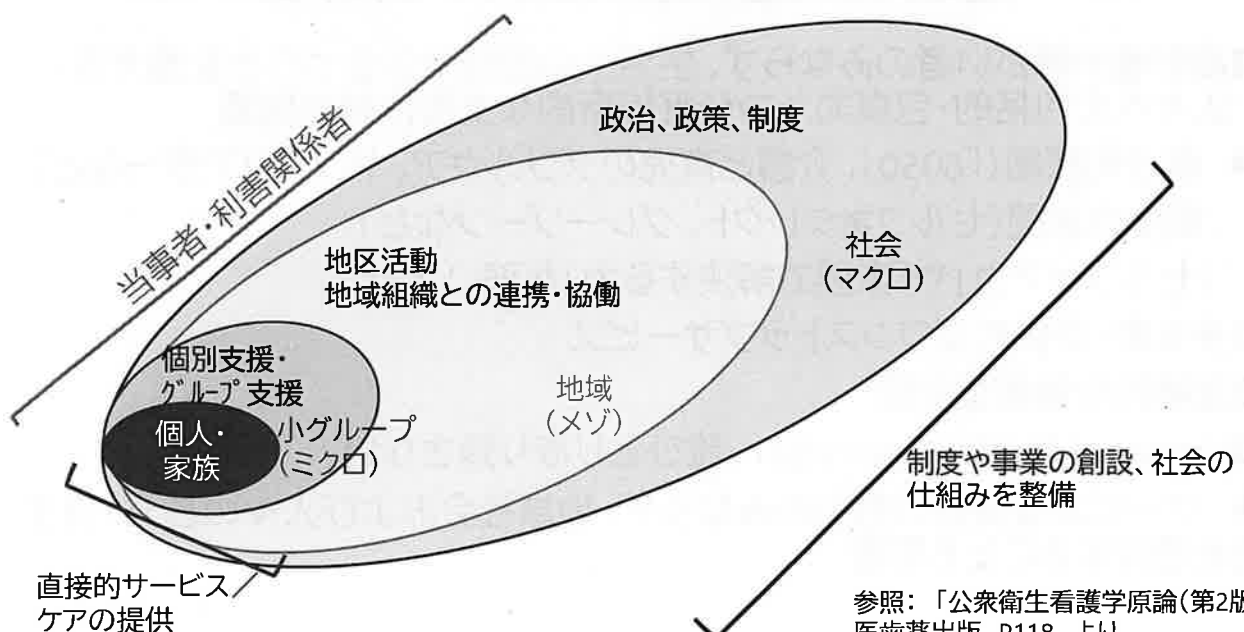 政治、政策、制度
当事者・利害関係者
社会
(マクロ)
地区活動
地域組織との連携・協働
個別支援・
グループ支援
地域
(メゾ)
個人・
家族
小グループ
(ミクロ)
制度や事業の創設、社会の
仕組みを整備
直接的サービス
ケアの提供
参照：「公衆衛生看護学原論(第2版
医歯薬出版 P118 より